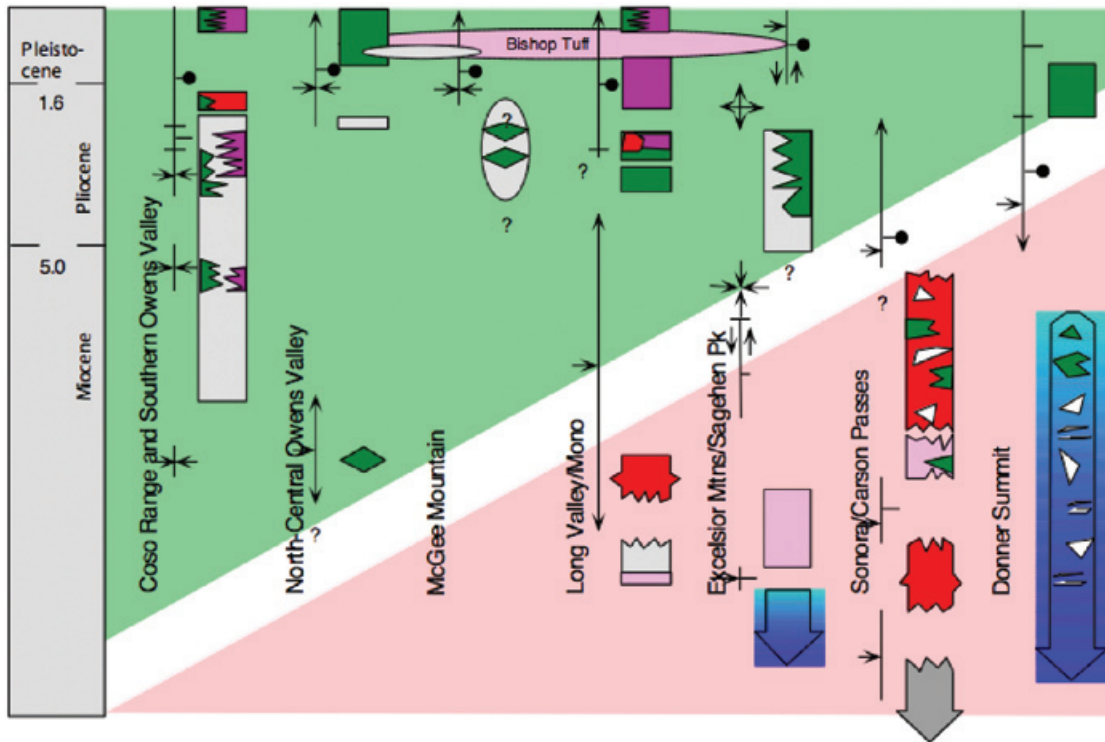 Pleisto-
cene
1.6
Pliocene
5.0
Miocene
Bishop Tuff
?
?
?
?
?
?
?
Coso Range and Southern Owens Valley
North-Central Owens Valley
McGee Mountain
Long Valley/Mono
Excelsior Mtns/Sagehen Pk
Sonora/Carson Passes
Donner Summit